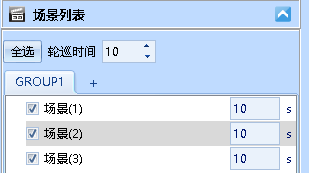 场景列表
全选 轮巡时间 10
GROUP1 +
场景(1) 10 s
场景(2) 10 s
场景(3) 10 s